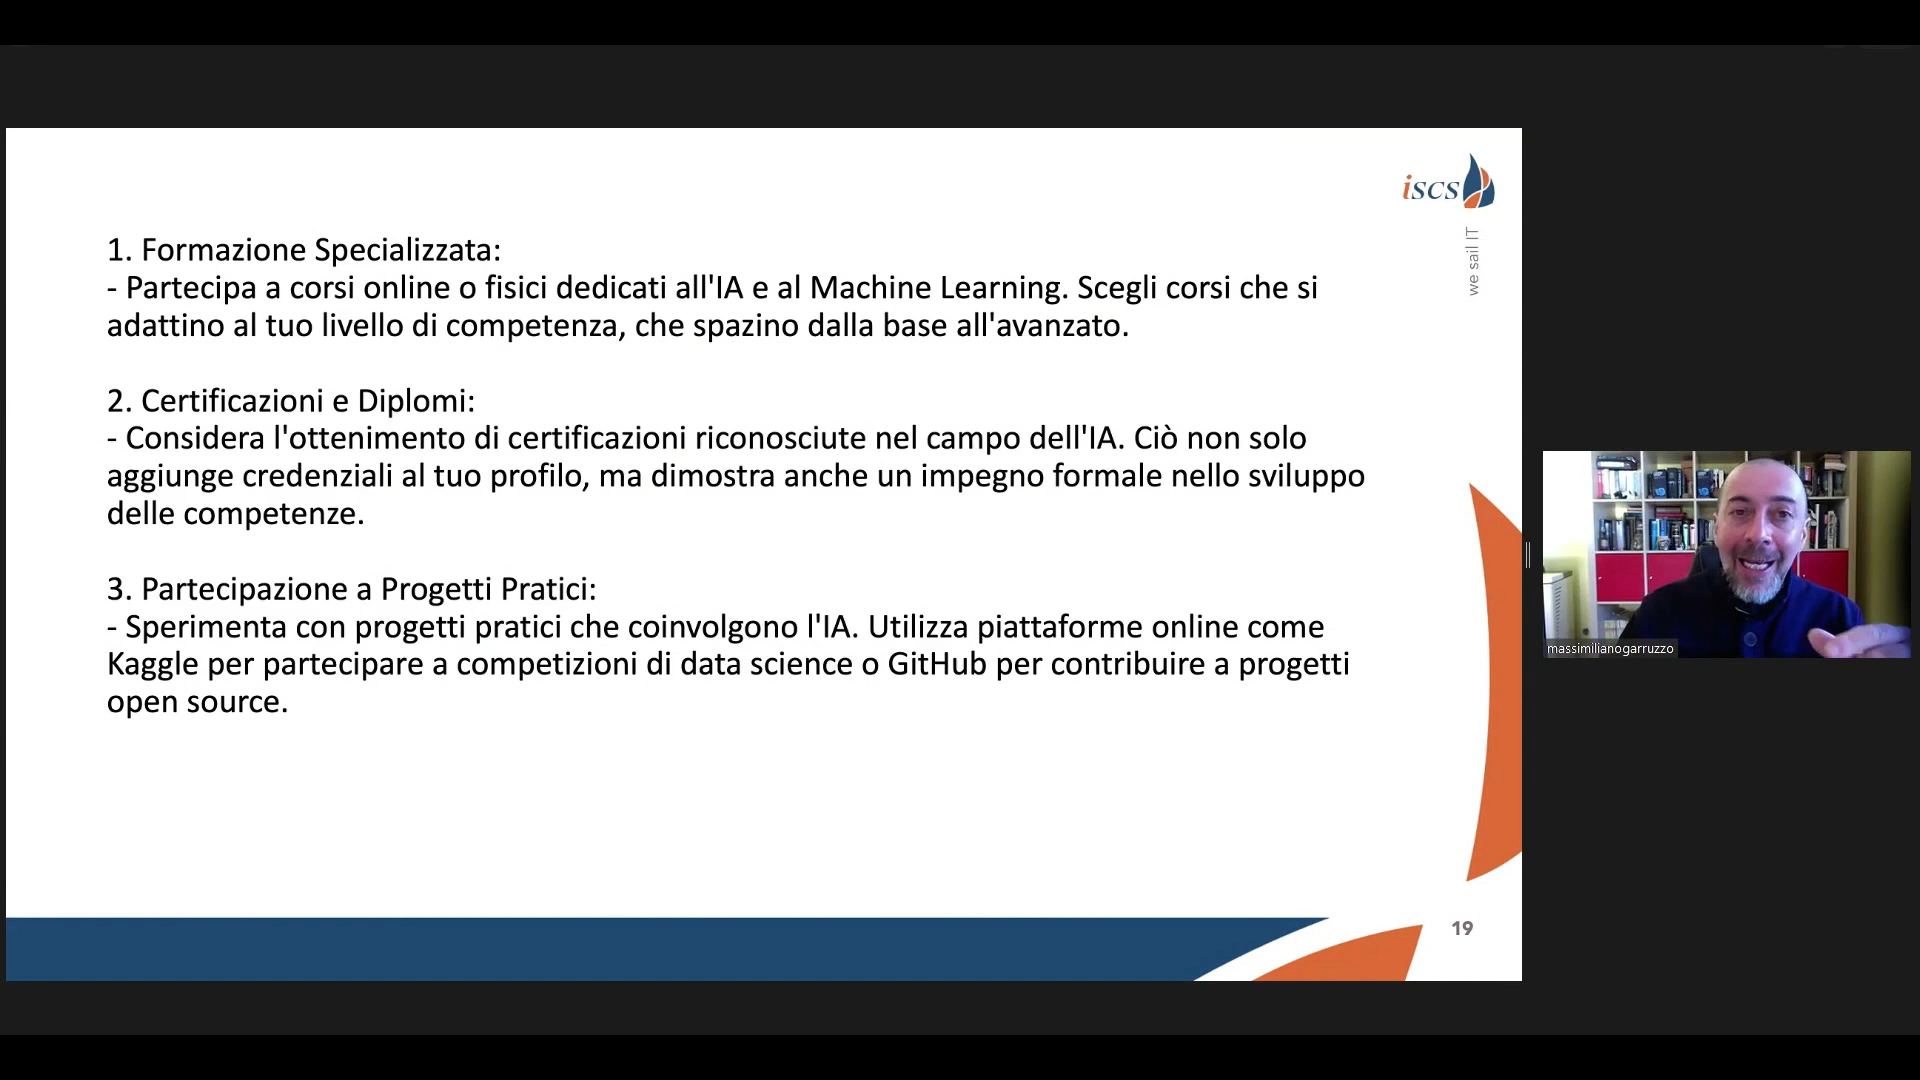 iscs
we sail IT
1. Formazione Specializzata:
- Partecipa a corsi online o fisici dedicati all'IA e al Machine Learning. Scegli corsi che si
adattino al tuo livello di competenza, che spazino dalla base all'avanzato.
2. Certificazioni e Diplomi:
- Considera l'ottenimento di certificazioni riconosciute nel campo dell'IA. Ciò non solo
aggiunge credenziali al tuo profilo, ma dimostra anche un impegno formale nello sviluppo
delle competenze.
3. Partecipazione a Progetti Pratici:
- Sperimenta con progetti pratici che coinvolgono l'IA. Utilizza piattaforme online come
Kaggle per partecipare a competizioni di data science o GitHub per contribuire a progetti
open source.
19
massimilianogarruzzo